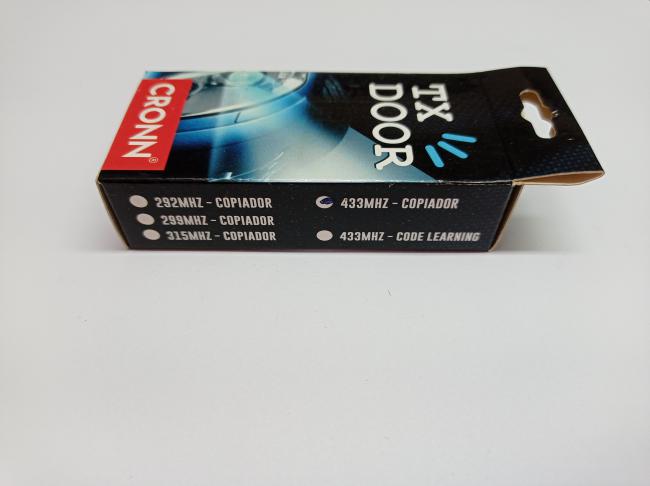 CRONN®
TX
DOOR
292MHZ - COPIADOR
299MHZ - COPIADOR
315MHZ - COPIADOR
433MHZ - COPIADOR
433MHZ - CODE LEARNING